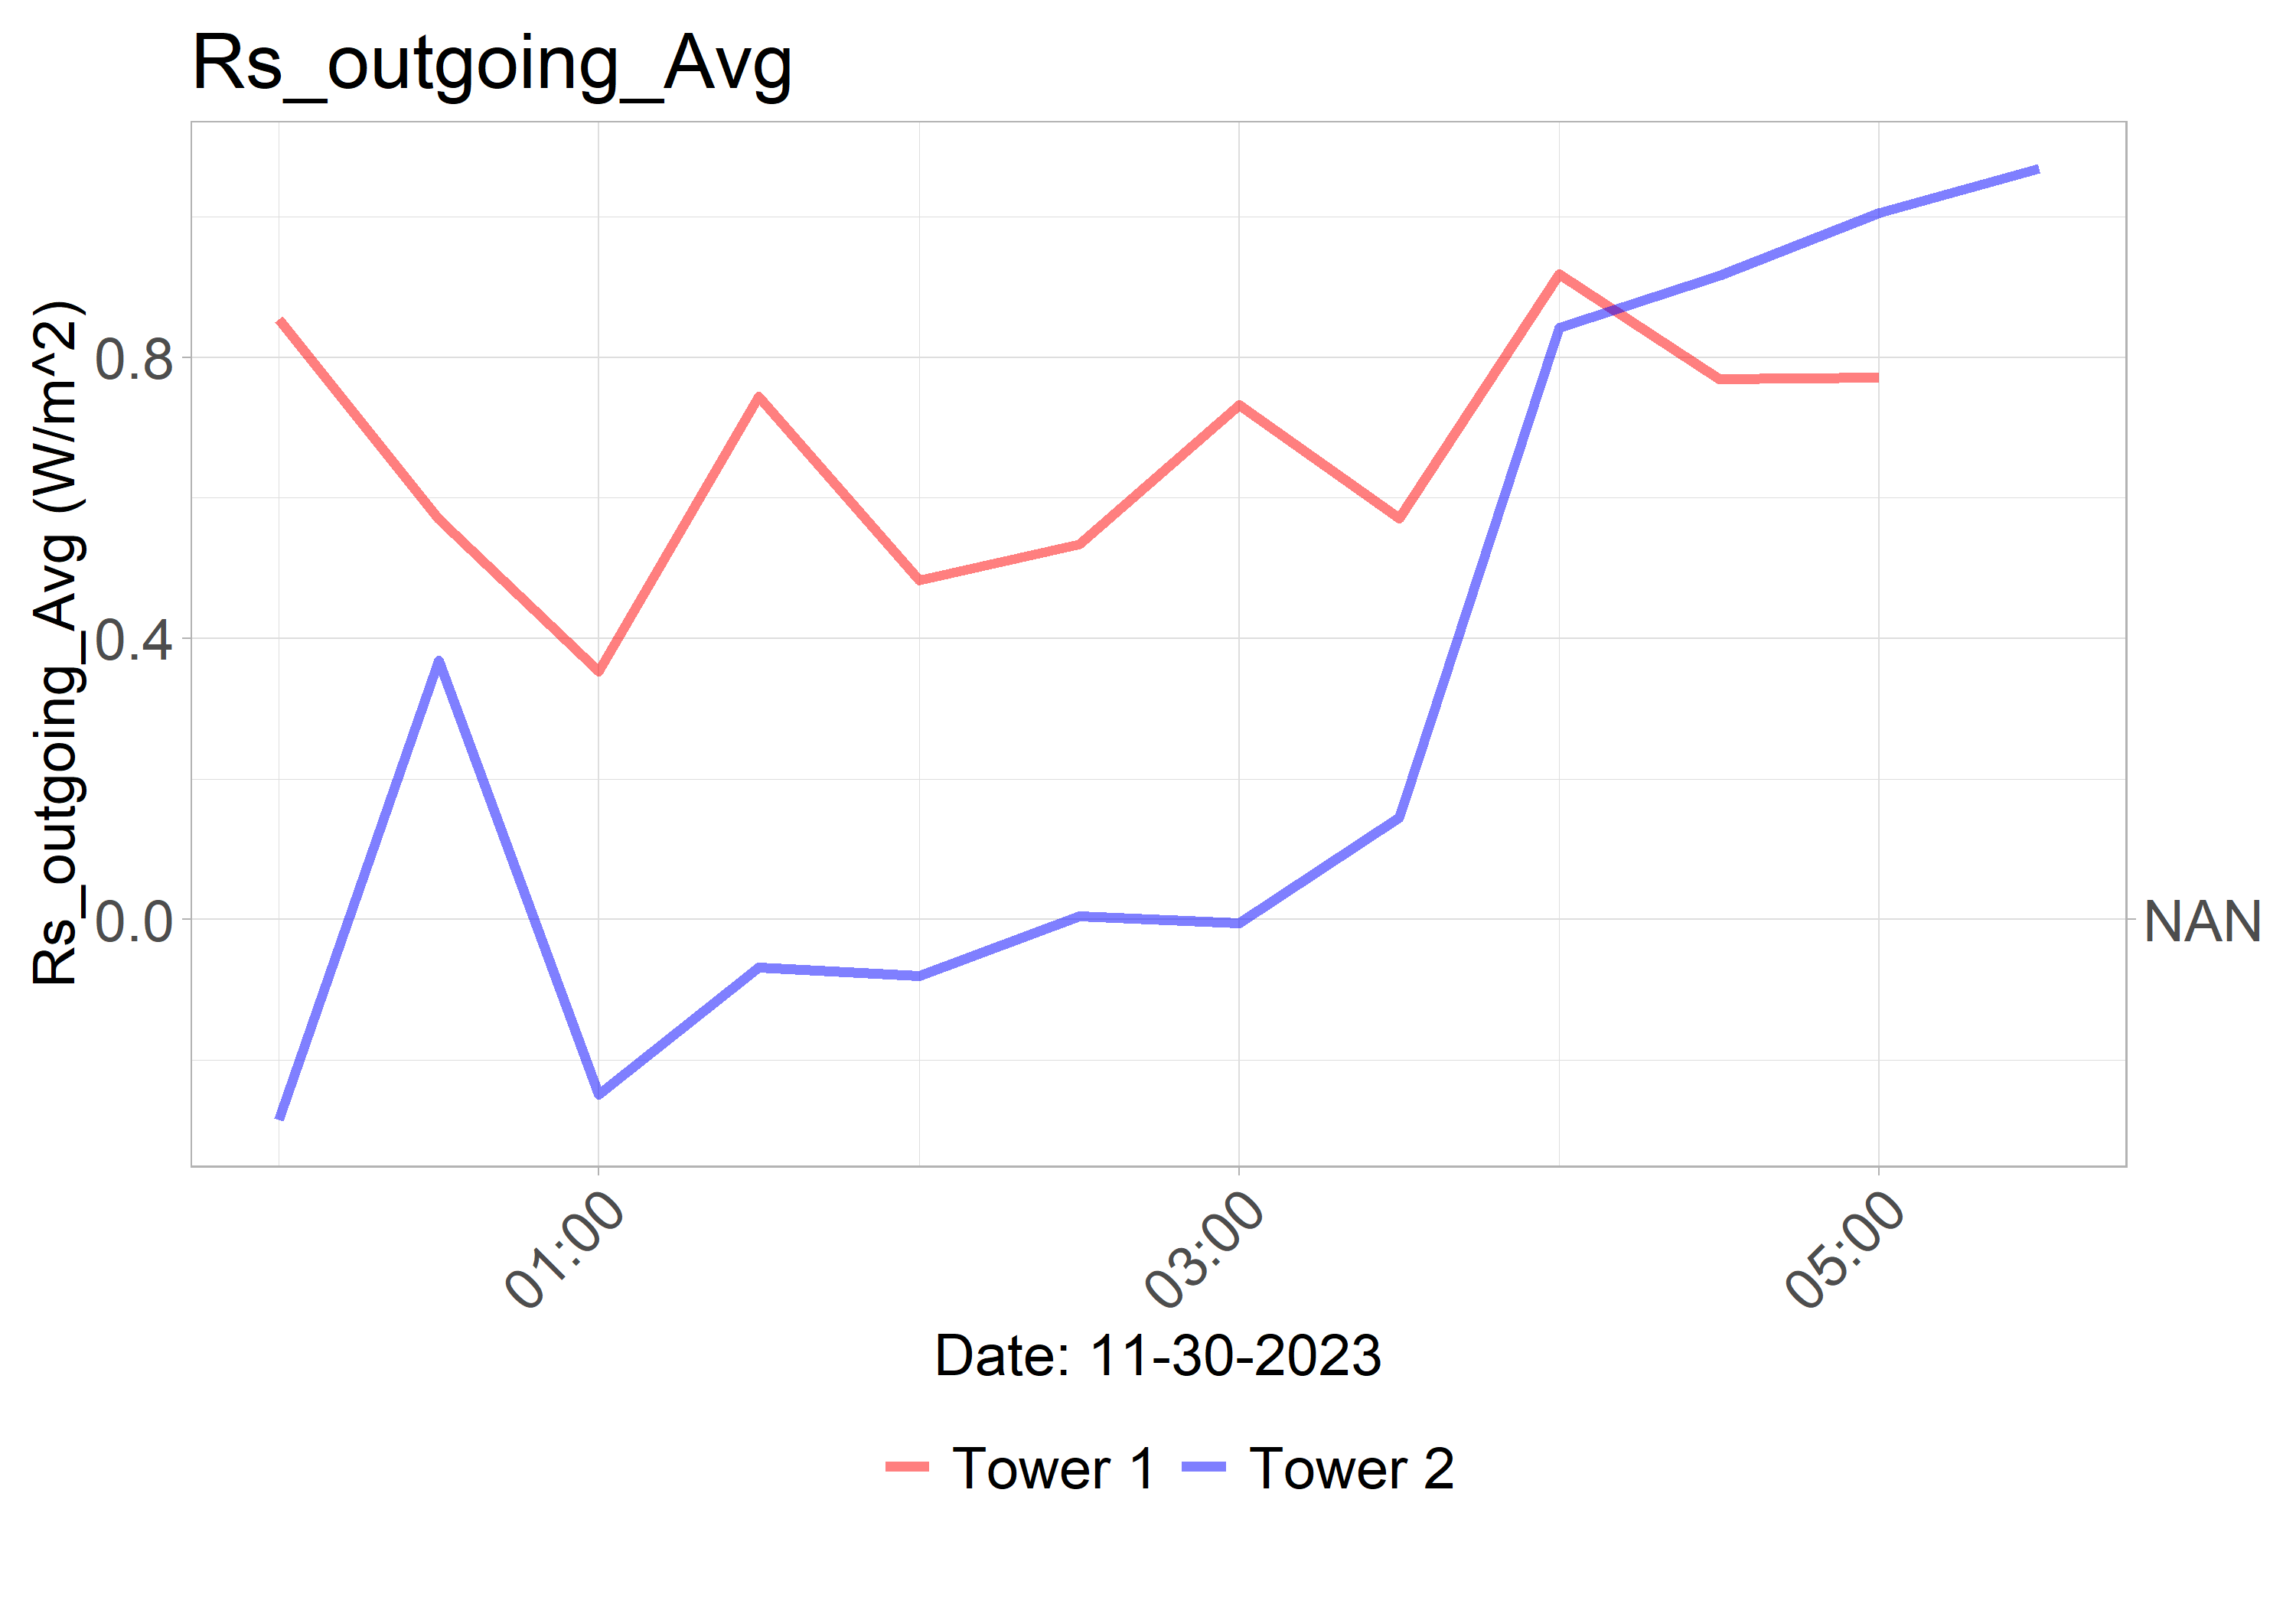 Rs_outgoing_Avg
Rs_outgoing_Avg (W/m^2)
0.8
0.4
0.0
NAN
01:00
03:00
05:00
Date: 11-30-2023
Tower 1
Tower 2